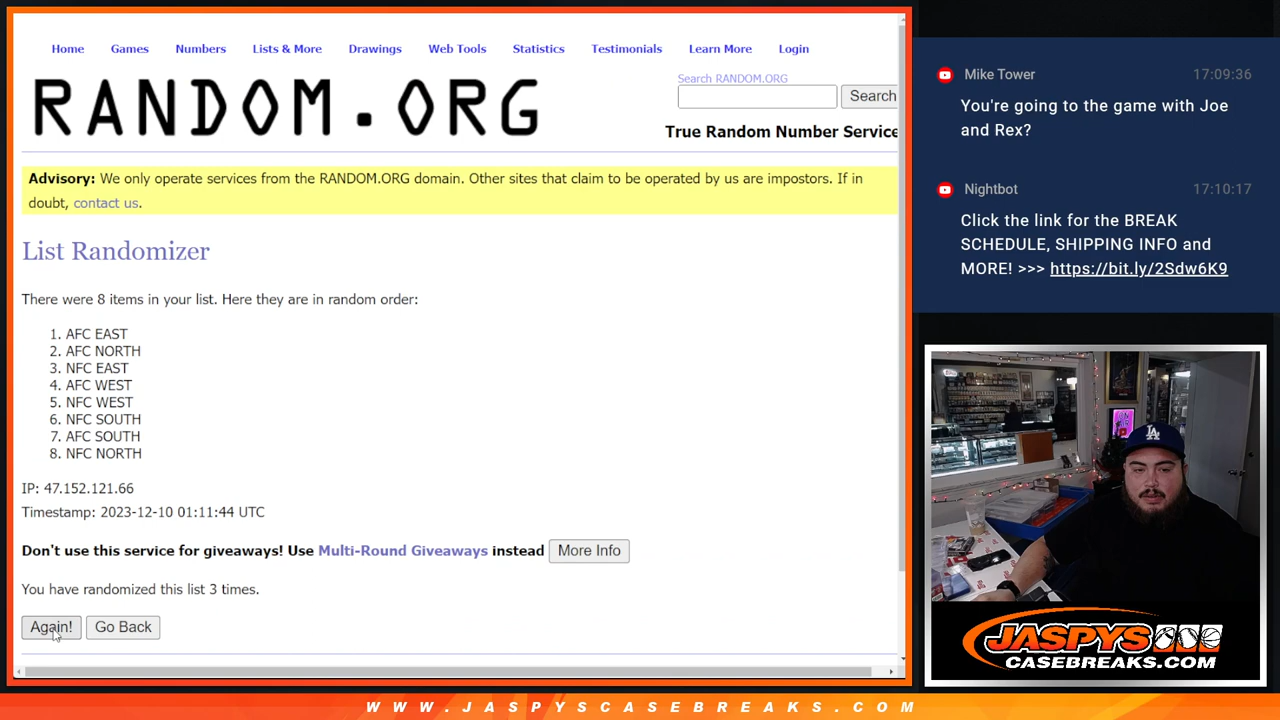 Home Games Numbers Lists & More Drawings Web Tools Statistics Testimonials Learn More Login
RANDOM.ORG
Search RANDOM.ORG
Search
True Random Number Service
Advisory: We only operate services from the RANDOM.ORG domain. Other sites that claim to be operated by us are impostors. If in
doubt, contact us.
List Randomizer
There were 8 items in your list. Here they are in random order:
1. AFC EAST
2. AFC NORTH
3. NFC EAST
4. AFC WEST
5. NFC WEST
6. NFC SOUTH
7. AFC SOUTH
8. NFC NORTH
IP: 47.152.121.66
Timestamp: 2023-12-10 01:11:44 UTC
Don't use this service for giveaways! Use Multi-Round Giveaways instead More Info
You have randomized this list 3 times.
Again! Go Back
Mike Tower 17:09:36
You're going to the game with Joe
and Rex?
Nightbot 17:10:17
Click the link for the BREAK
SCHEDULE, SHIPPING INFO and
MORE! >>> https://bit.ly/2Sdw6K9
LA
JASPYS
CASEBREAKS.COM
WWW.JASPYSCASEBREAKS.COM